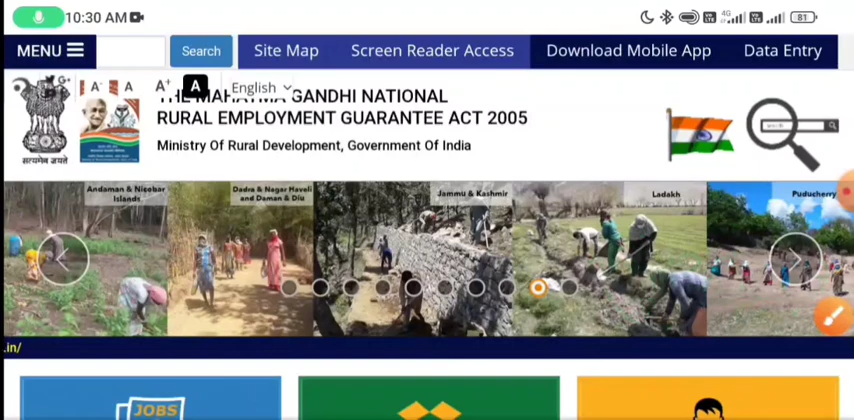 10:30 AM
4G
81
MENU
Search
Site Map
Screen Reader Access
Download Mobile App
Data Entry
G+
A-
A
A+
A
English
THE MAHATMA GANDHI NATIONAL
RURAL EMPLOYMENT GUARANTEE ACT 2005
Ministry Of Rural Development, Government Of India
सत्यमेव जयते
Andaman & Nicobar
Islands
Dadra & Nagar Haveli
and Daman & Diu
Jammu & Kashmir
Ladakh
Puducherry
.in/
JOBS